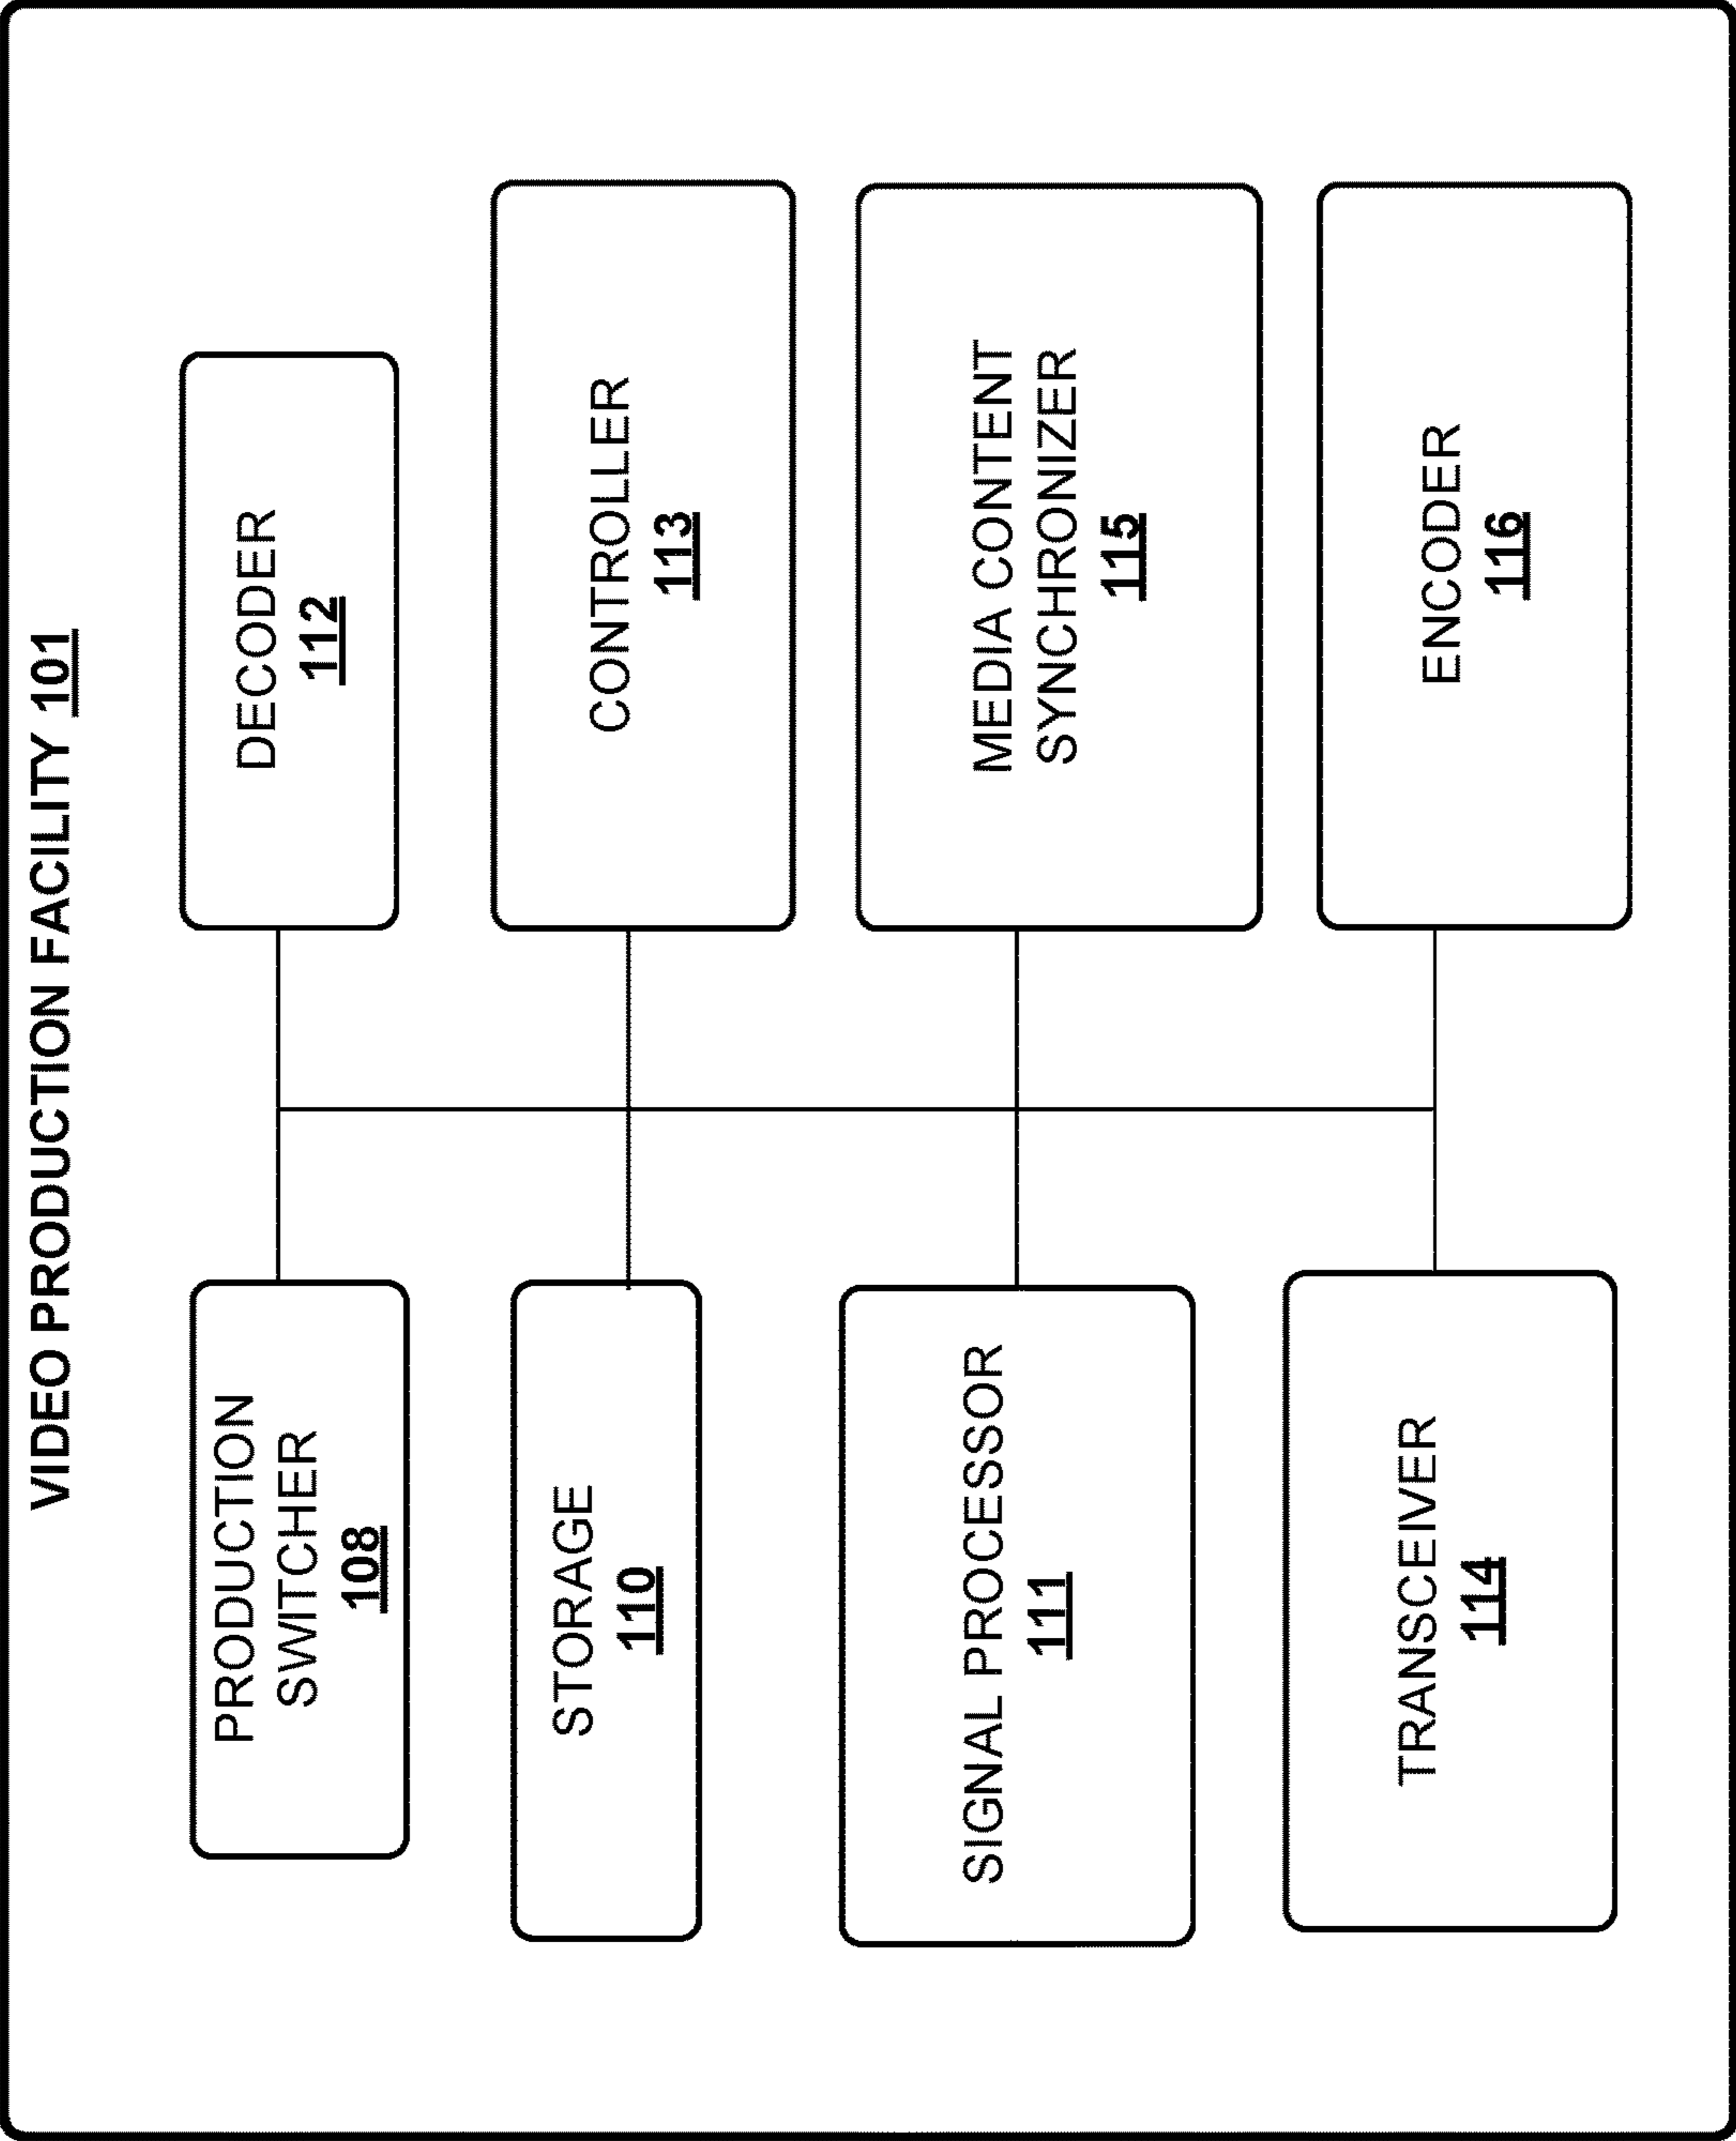 VIDEO PRODUCTION FACILITY 101
PRODUCTION
SWITCHER
108
DECODER
112
STORAGE
110
CONTROLLER
113
SIGNAL PROCESSOR
111
MEDIA CONTENT
SYNCHRONIZER
115
TRANSCEIVER
114
ENCODER
116